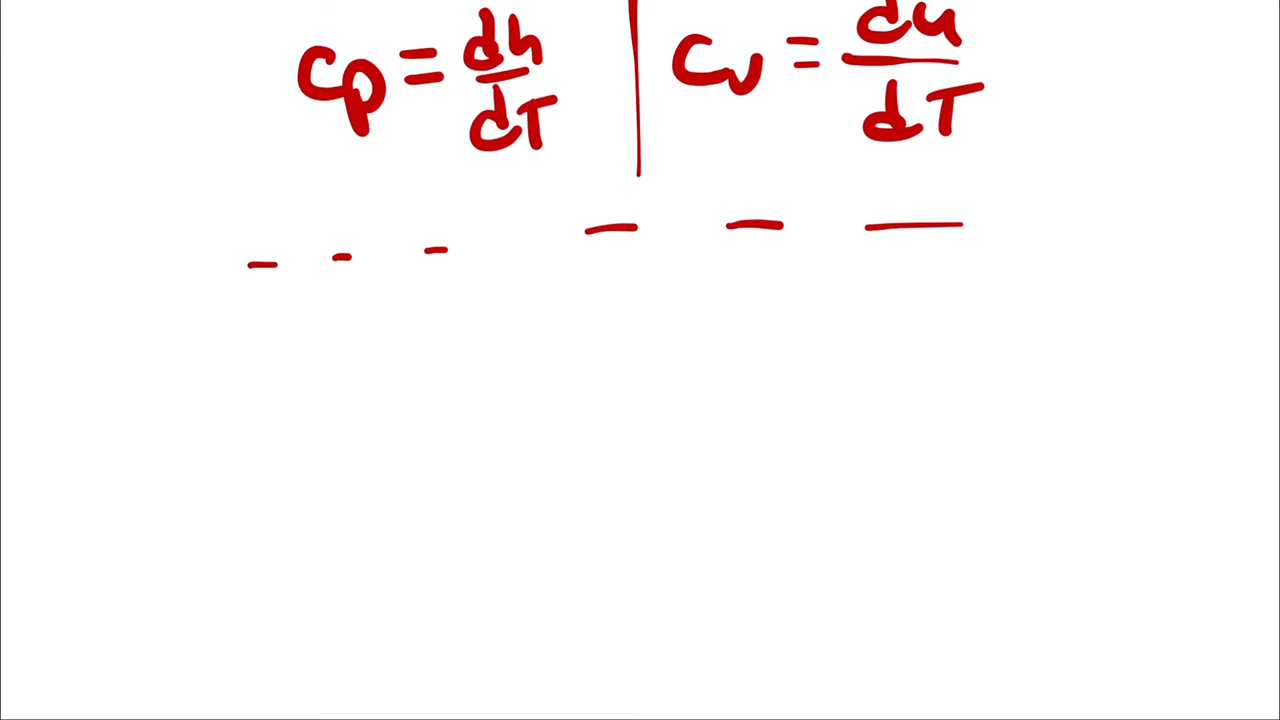 Cp = dh/dT | Cv = du/dT
— — — — — —